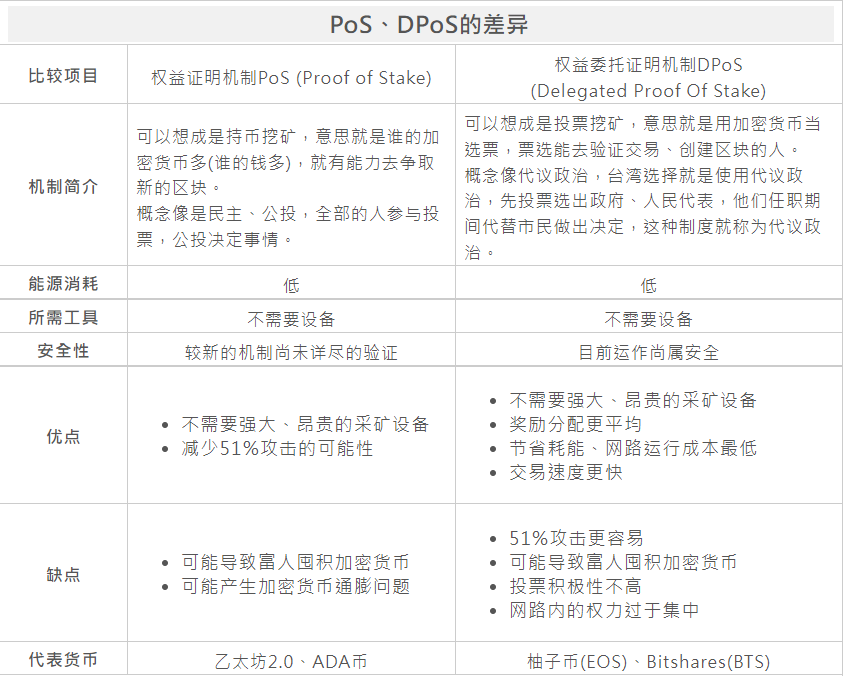 PoS、DPoS的差异
比较项目
权益证明机制PoS (Proof of Stake)
权益委托证明机制DPoS
(Delegated Proof Of Stake)
机制简介
可以想成是持币挖矿，意思就是谁的加
密货币多(谁的钱多)，就有能力去争取
新的区块。
概念像是民主、公投，全部的人参与投
票，公投决定事情。
可以想成是投票挖矿，意思就是用加密货币当
选票，票选能去验证交易、创建区块的人。
概念像代议政治，台湾选择就是使用代议政
治，先投票选出政府、人民代表，他们任职期
间代替市民做出决定，这种制度就称为代议政
治。
能源消耗
低
低
所需工具
不需要设备
不需要设备
安全性
较新的机制尚未详尽的验证
目前运作尚属安全
优点
• 不需要强大、昂贵的采矿设备
• 减少51%攻击的可能性
• 不需要强大、昂贵的采矿设备
• 奖励分配更平均
• 节省耗能、网路运行成本最低
• 交易速度更快
缺点
• 可能导致富人囤积加密货币
• 可能产生加密货币通膨问题
• 51%攻击更容易
• 可能导致富人囤积加密货币
• 投票积极性不高
• 网路内的权力过于集中
代表货币
乙太坊2.0、ADA币
柚子币(EOS)、Bitshares(BTS)